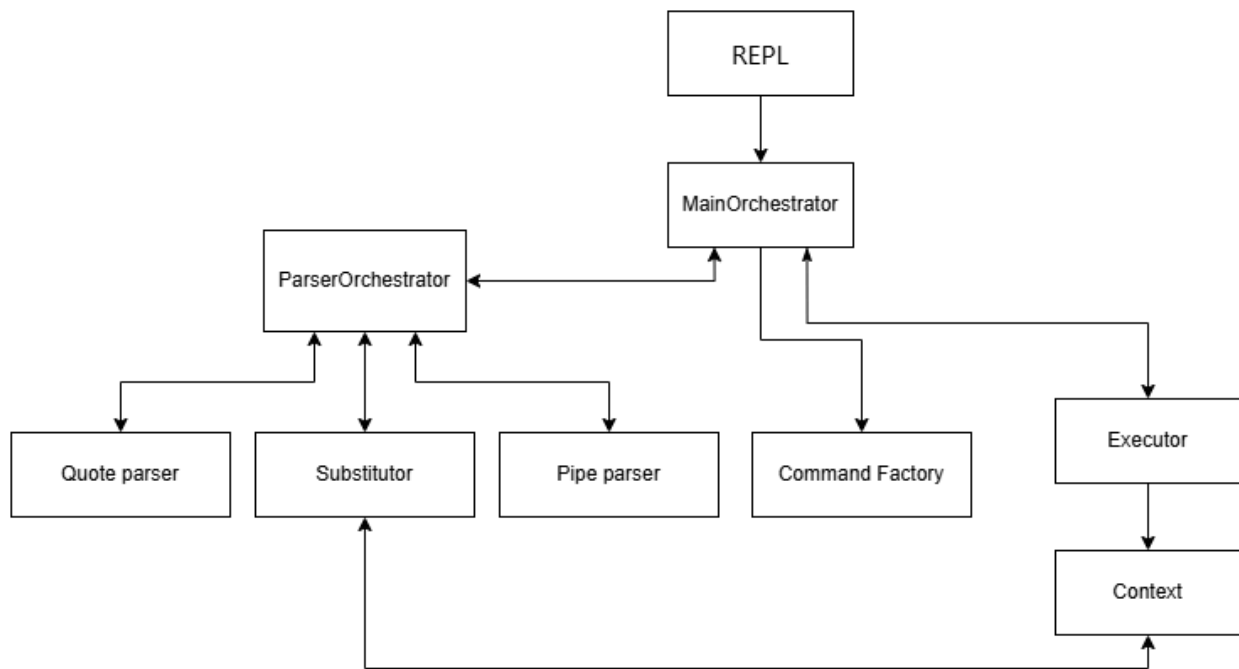 REPL
MainOrchestrator
ParserOrchestrator
Quote parser
Substitutor
Pipe parser
Command Factory
Executor
Context